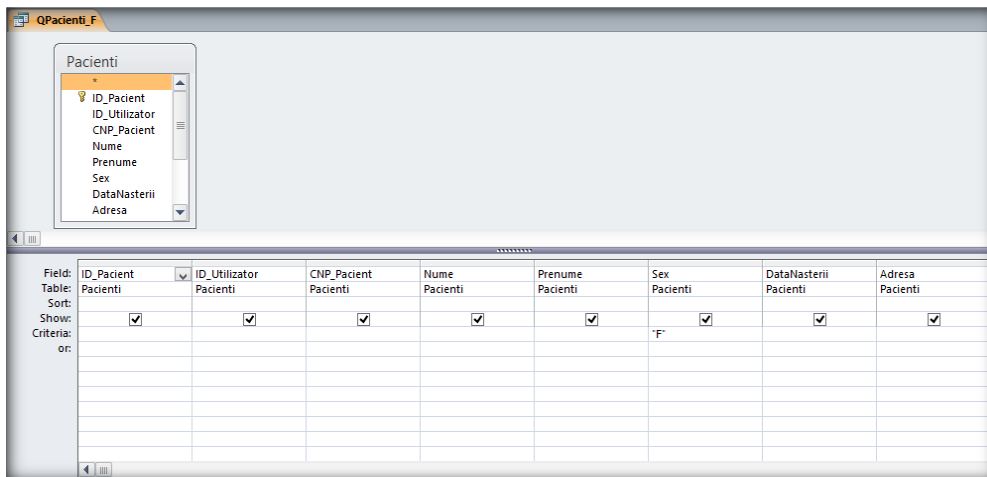 QPacienti_F
Pacienti
*
ID_Pacient
ID_Utilizator
CNP_Pacient
Nume
Prenume
Sex
DataNasterii
Adresa
Field: ID_Pacient ID_Utilizator CNP_Pacient Nume Prenume Sex DataNasterii Adresa
Table: Pacienti Pacienti Pacienti Pacienti Pacienti Pacienti Pacienti Pacienti
Sort:
Show:
Criteria: "F"
or: